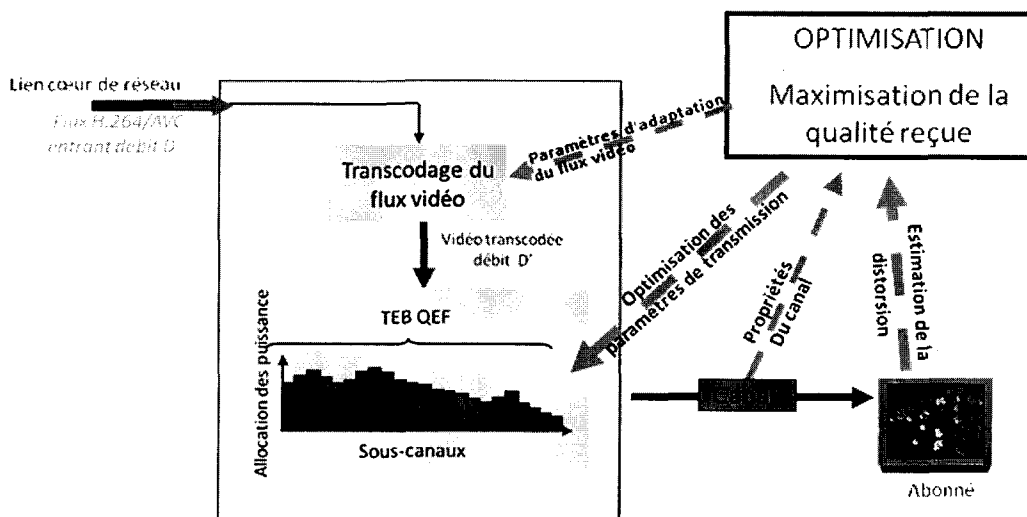 OPTIMISATION
Maximisation de la
qualité reçue
Lien cœur de réseau
Flux H.264/AVC
entrant débit D
Paramètres d'adaptation
du flux vidéo
Transcodage du
flux vidéo
Vidéo transcodée
débit D'
Optimisation des
paramètres de transmission
Propriétés
Du canal
Estimation de la
distorsion
TEB QEF
Allocation des puissance
Sous-canaux
Abonné